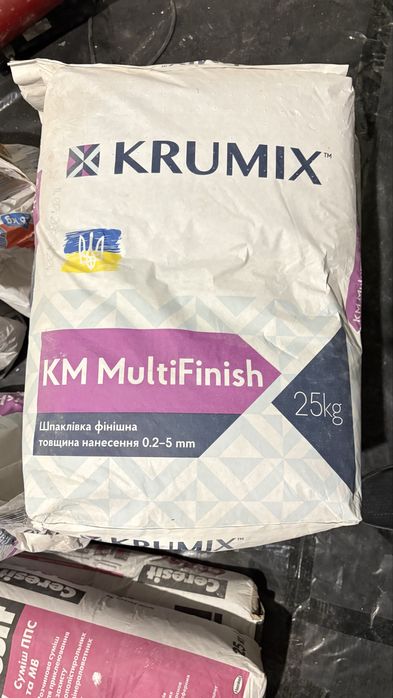 KRUMIX™
KM MultiFinish
25kg
Шпаклівка фінішна
товщина нанесення 0.2–5 mm
KRUMIX
Ceresit
Ceresit
Суміш ППС
та МВ